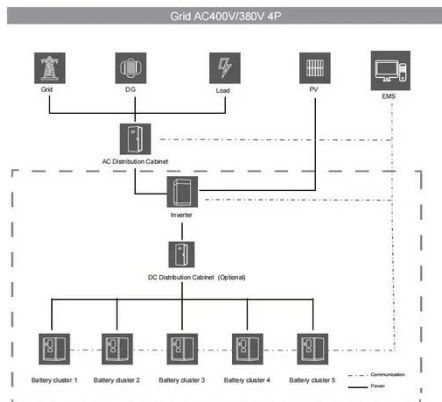 Grid AC400V/380V 4P
Grid
DG
Load
PV
EMS
AC Distribution Cabinet
Inverter
DC Distribution Cabinet (Optional)
Battery cluster 1
Battery cluster 2
Battery cluster 3
Battery cluster 4
Battery cluster 5
Communication
Power